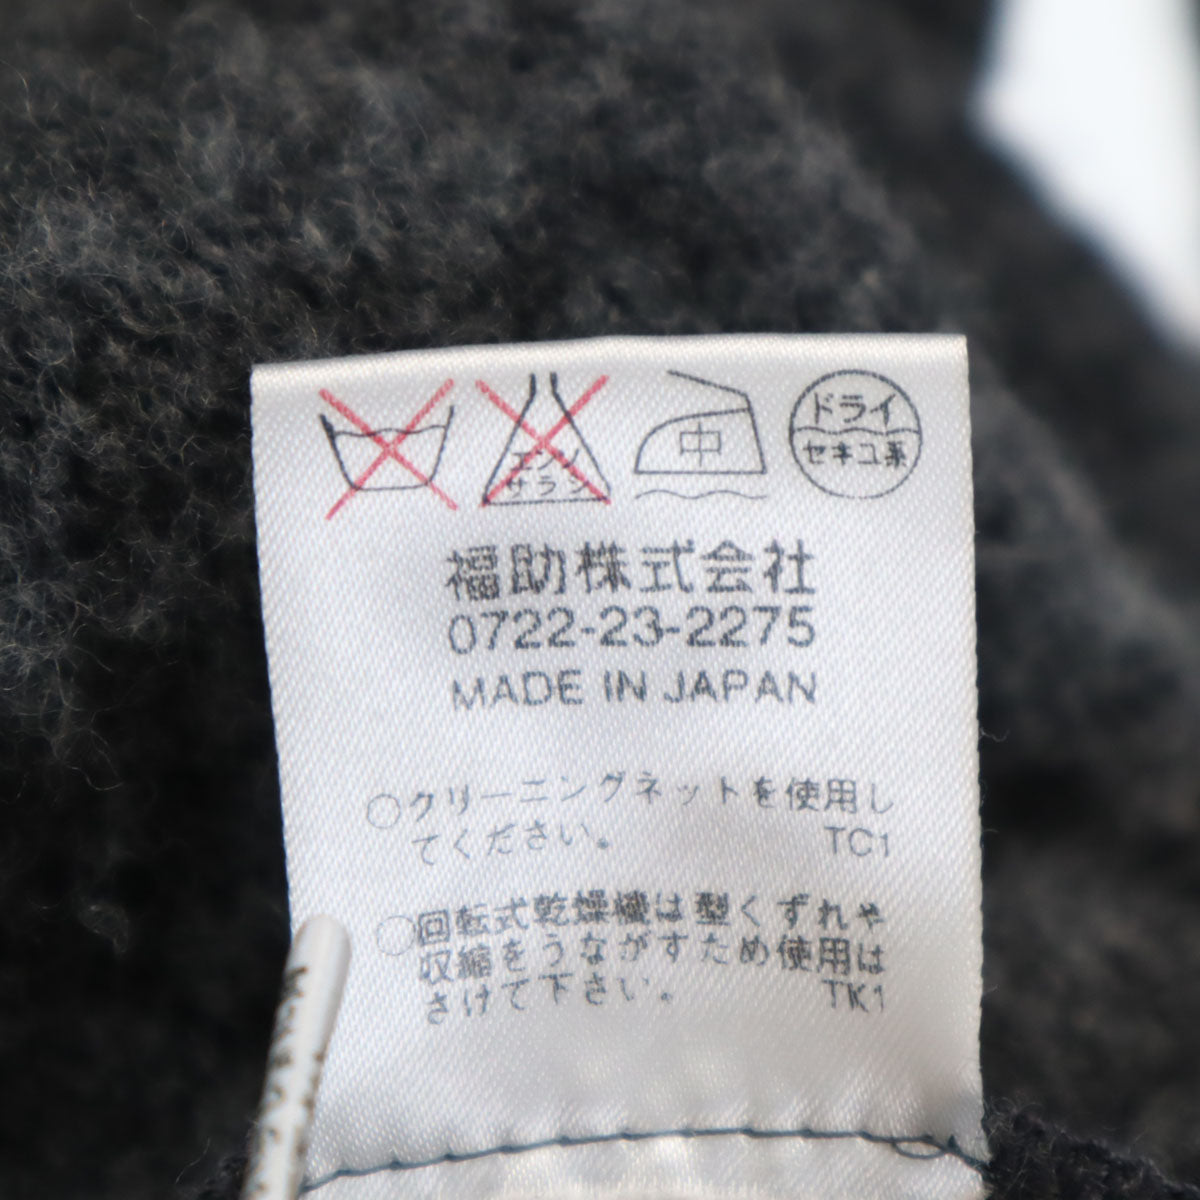 エンソ
サラシ
中
ドライ
セキユ系
福助株式会社
0722-23-2275
MADE IN JAPAN
○クリーニングネットを使用し
てください。 TC1
○回転式乾燥機は型くずれや
収縮をうながすため使用は
さけて下さい。 TK1